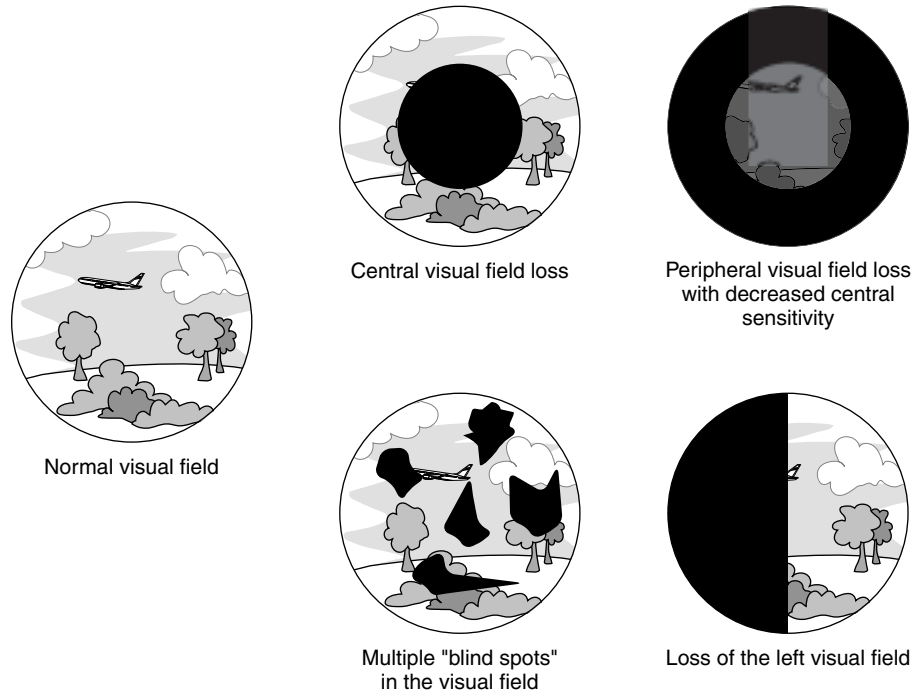 Central visual field loss
Peripheral visual field loss
with decreased central
sensitivity
Normal visual field
Multiple "blind spots"
in the visual field
Loss of the left visual field